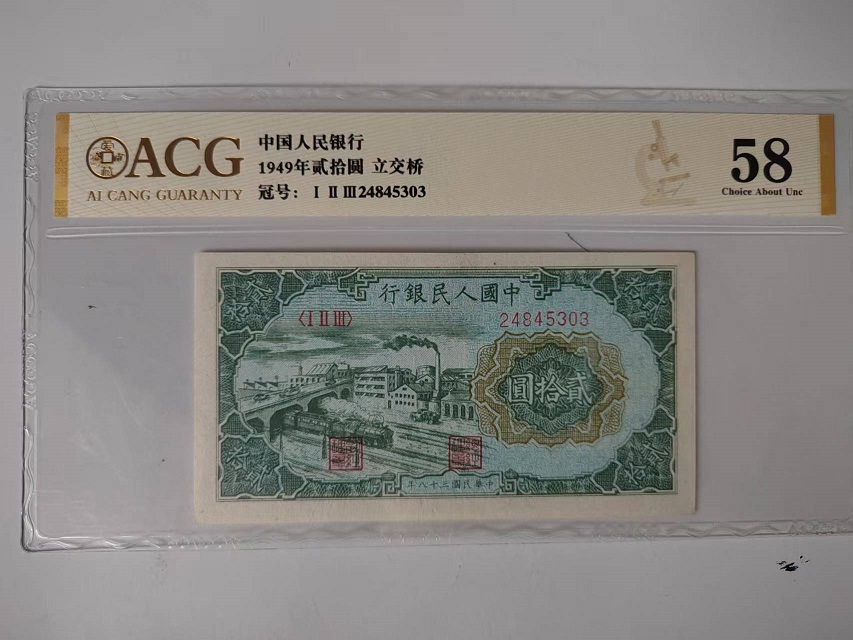 ACG
AI CANG GUARANTY
中国人民银行
1949年贰拾圆 立交桥
冠号: Ⅰ Ⅱ Ⅲ24845303
58
Choice About Unc
行銀民人國中
〈Ⅰ Ⅱ Ⅲ〉
24845303
圓拾貳
年八十三國民華中